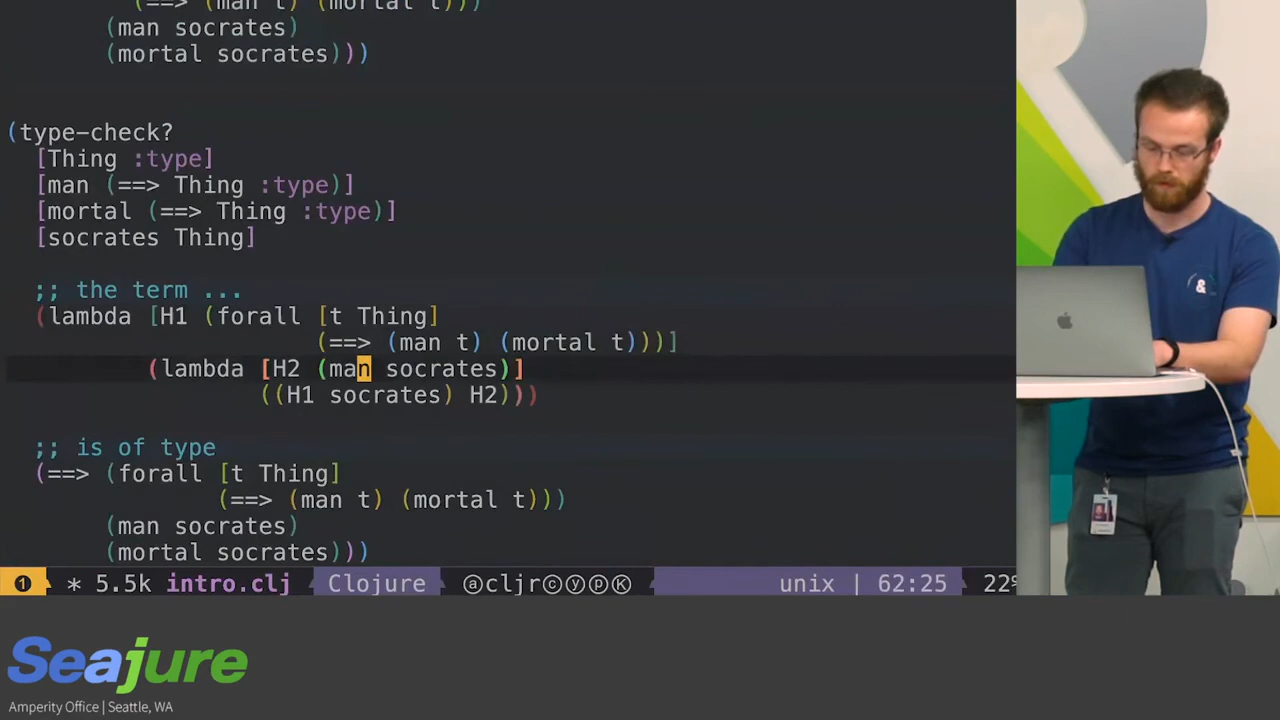 (==> (man t) (mortal t)))
(man socrates)
(mortal socrates)))
(type-check?
[Thing :type]
[man (==> Thing :type)]
[mortal (==> Thing :type)]
[socrates Thing]
;; the term ...
(lambda [H1 (forall [t Thing]
(==> (man t) (mortal t)))]
(lambda [H2 (man socrates)]
((H1 socrates) H2)))
;; is of type
(==> (forall [t Thing]
(==> (man t) (mortal t)))
(man socrates)
(mortal socrates)))
❶ * 5.5k intro.clj Clojure ⓐcljrⓒⓨⓟⓀ unix | 62:25 22%
&
Seajure
Amperity Office | Seattle, WA